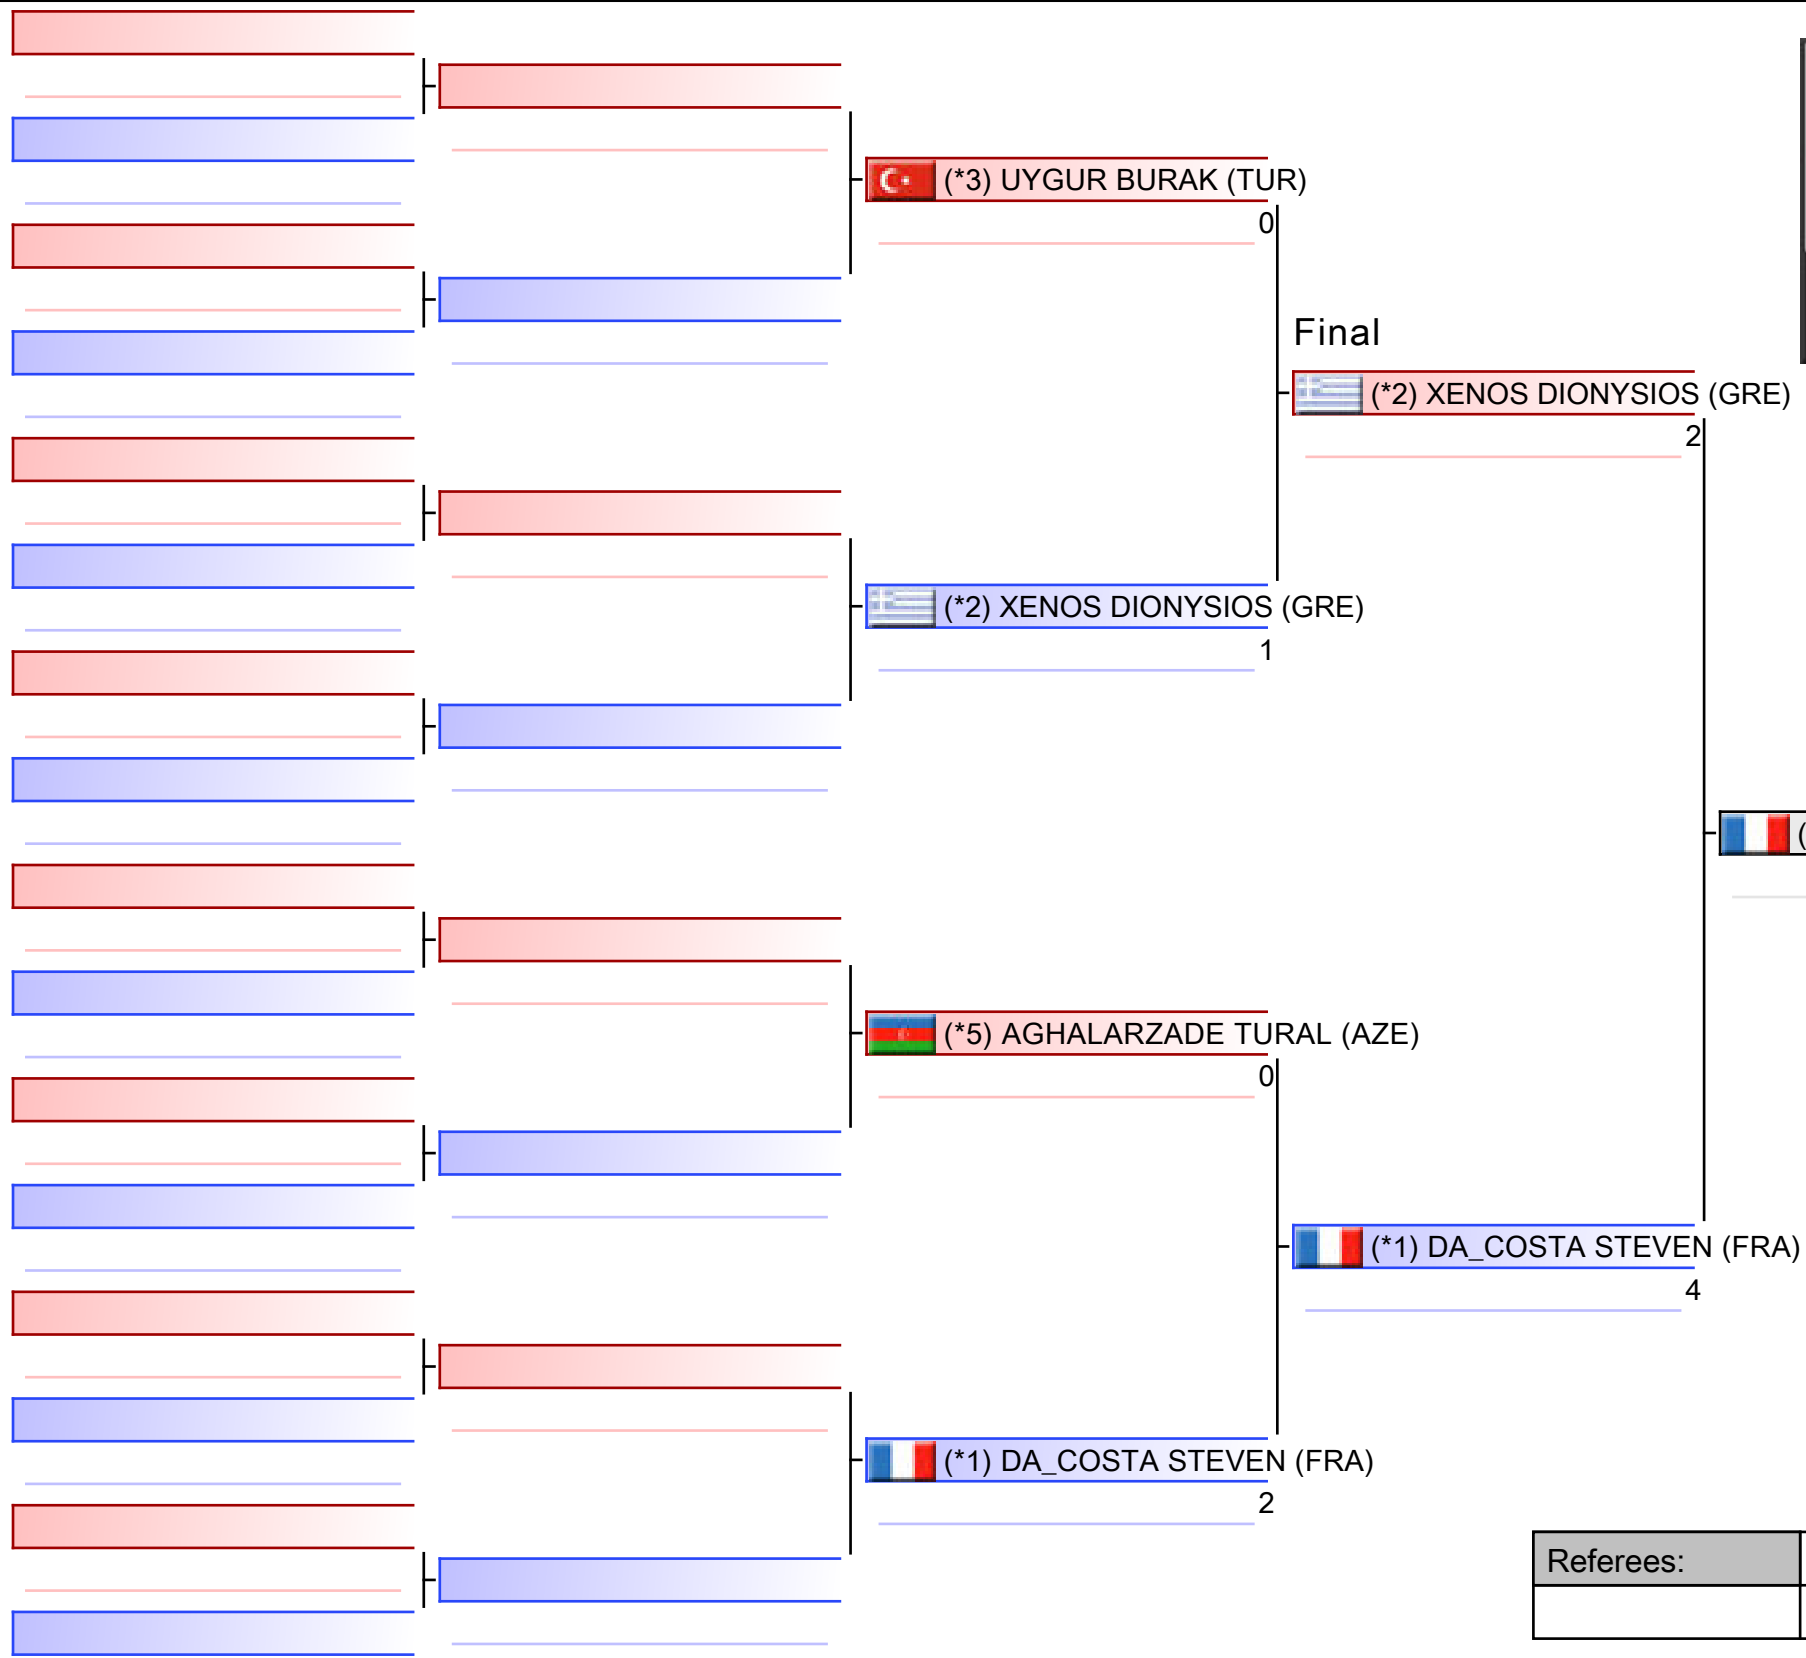 (*3) UYGUR BURAK (TUR)
0
Final
(*2) XENOS DIONYSIOS (GRE)
2
(*2) XENOS DIONYSIOS (GRE)
1
(
(*5) AGHALARZADE TURAL (AZE)
0
(*1) DA_COSTA STEVEN (FRA)
4
(*1) DA_COSTA STEVEN (FRA)
2
Referees: